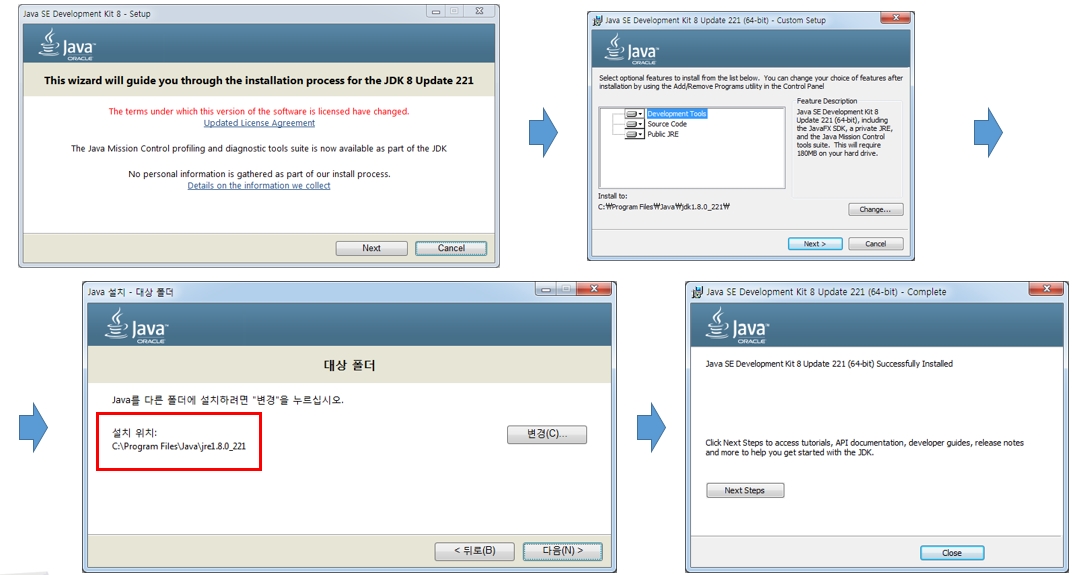 Java SE Development Kit 8 - Setup
Java™
ORACLE
This wizard will guide you through the installation process for the JDK 8 Update 221
The terms under which this version of the software is licensed have changed.
Updated License Agreement
The Java Mission Control profiling and diagnostic tools suite is now available as part of the JDK
No personal information is gathered as part of our install process.
Details on the information we collect
Next
Cancel
Java SE Development Kit 8 Update 221 (64-bit) - Custom Setup
Java™
ORACLE
Select optional features to install from the list below. You can change your choice of features after
installation by using the Add/Remove Programs utility in the Control Panel
Development Tools
Source Code
Public JRE
Feature Description
Java SE Development Kit 8
Update 221 (64-bit), including
the JavaFX SDK, a private JRE,
and the Java Mission Control
tools suite. This will require
180MB on your hard drive.
Install to:
C:₩Program Files₩Java₩jdk1.8.0_221₩
Change...
Next >
Cancel
Java 설치 - 대상 폴더
Java™
ORACLE
대상 폴더
Java를 다른 폴더에 설치하려면 "변경"을 누르십시오.
설치 위치:
C:\Program Files\Java\jre1.8.0_221
변경(C)...
< 뒤로(B)
다음(N) >
Java SE Development Kit 8 Update 221 (64-bit) - Complete
Java™
ORACLE
Java SE Development Kit 8 Update 221 (64-bit) Successfully Installed
Click Next Steps to access tutorials, API documentation, developer guides, release notes
and more to help you get started with the JDK.
Next Steps
Close